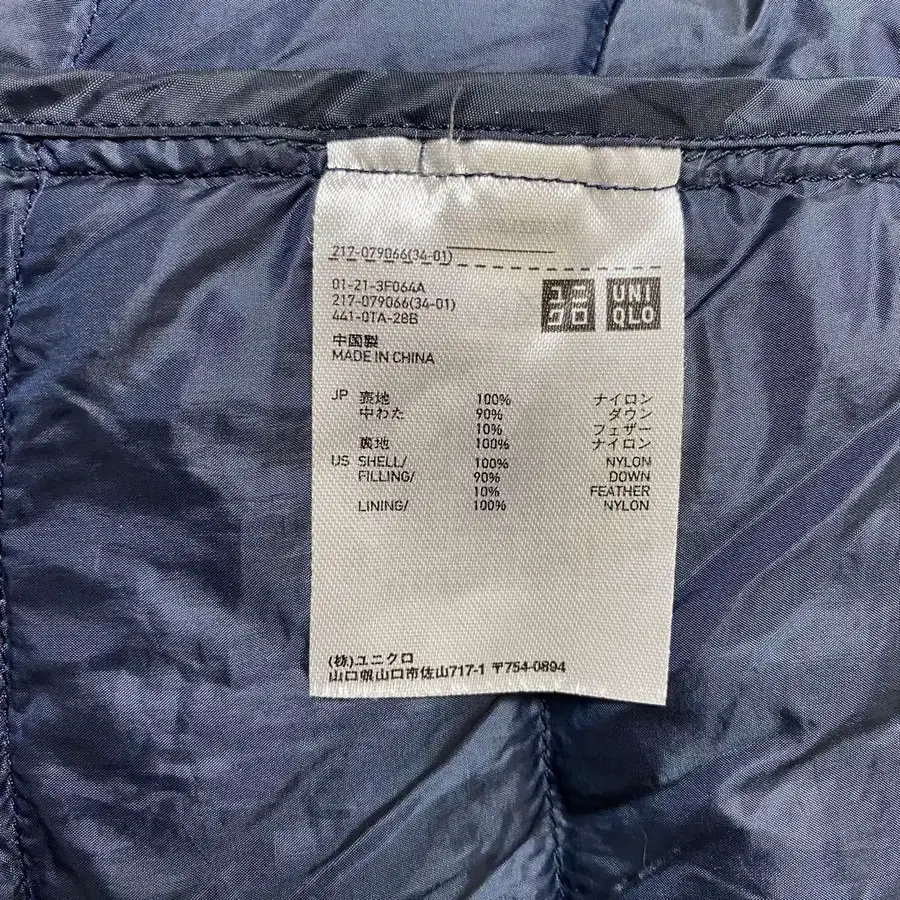 217-079066(34-01)
01-21-3F064A
217-079066(34-01)
441-0TA-28B
ユニ
クロ
UNI
QLO
中国製
MADE IN CHINA
JP 表地 100% ナイロン
中わた 90% ダウン
10% フェザー
裏地 100% ナイロン
US SHELL/ 100% NYLON
FILLING/ 90% DOWN
10% FEATHER
LINING/ 100% NYLON
(株)ユニクロ
山口県山口市佐山717-1 〒754-0894